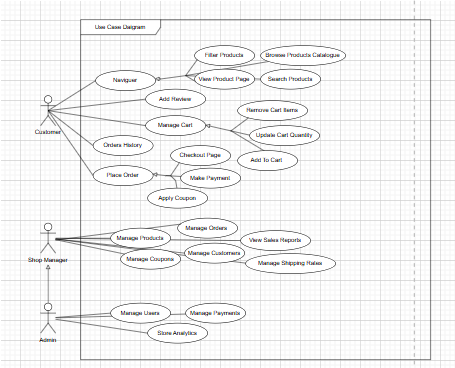 Use Case Daigram
Filter Products
Browse Products Catalogue
Naviguer
View Product Page
Search Products
Add Review
Remove Cart Items
Customer
Manage Cart
Update Cart Quantity
Orders History
Checkout Page
Add To Cart
Place Order
Make Payment
Apply Coupon
Manage Orders
Manage Products
View Sales Reports
Shop Manager
Manage Coupons
Manage Customers
Manage Shipping Rates
Manage Users
Manage Payments
Admin
Store Analytics